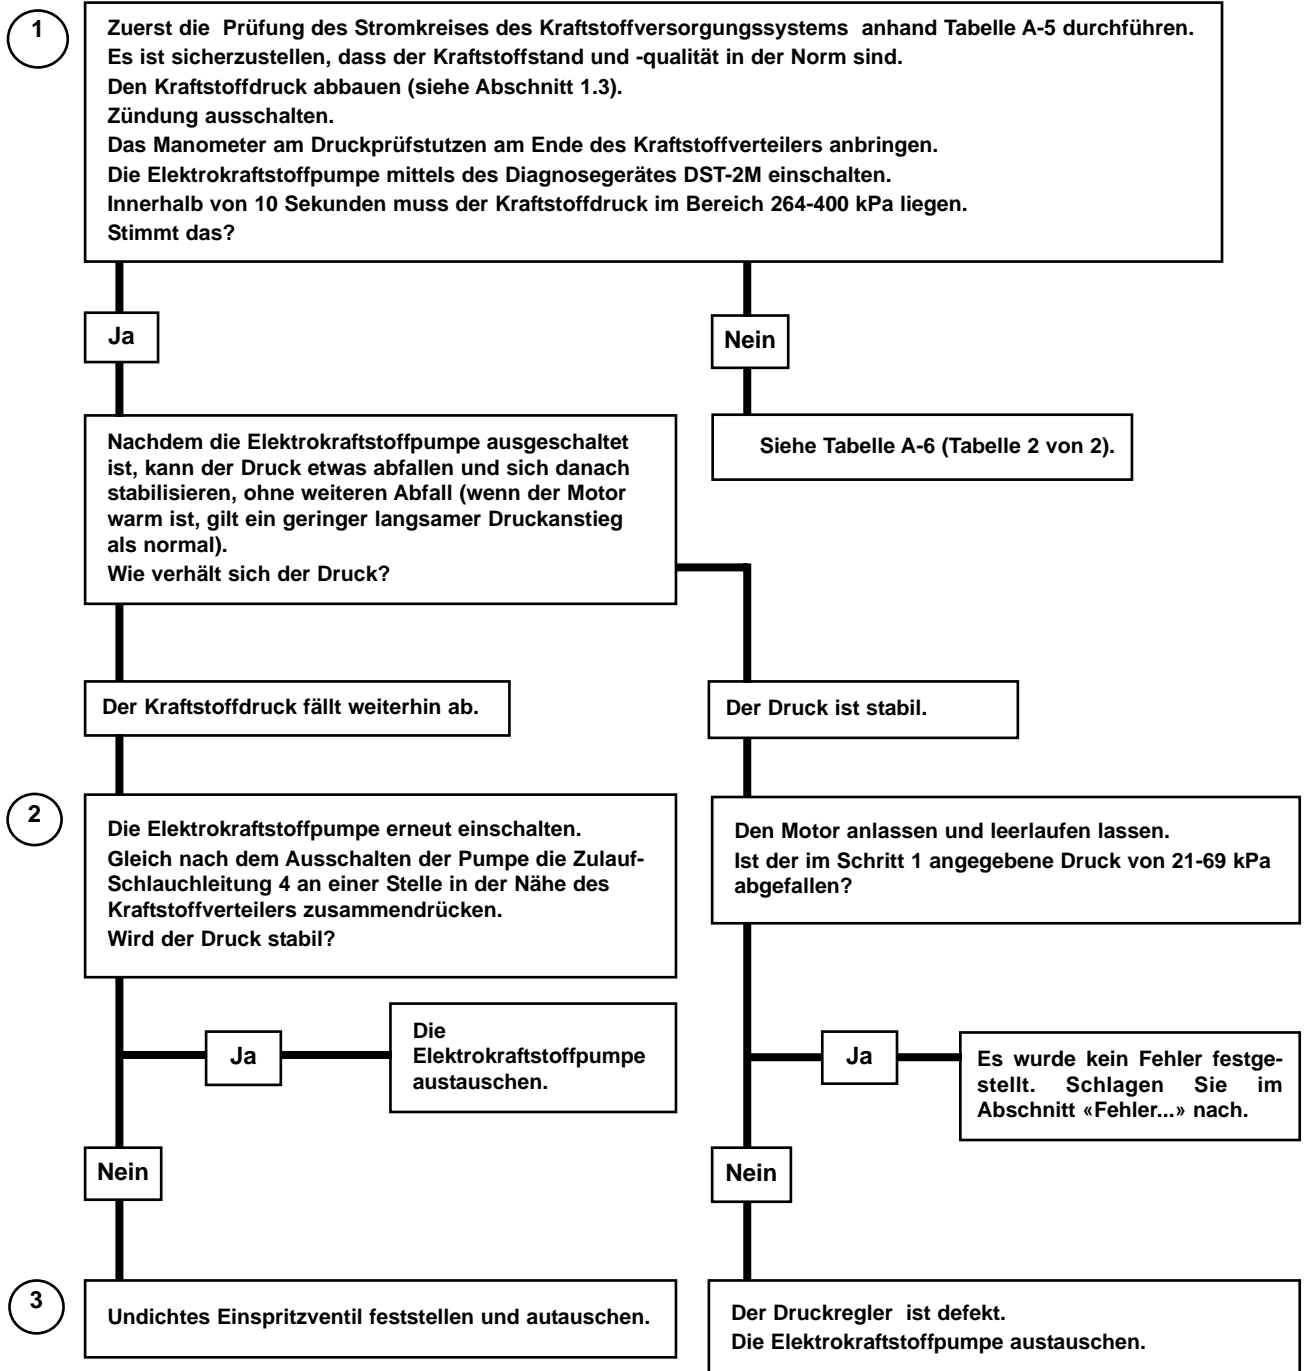 1
Zuerst die Prüfung des Stromkreises des Kraftstoffversorgungssystems anhand Tabelle A-5 durchführen.
Es ist sicherzustellen, dass der Kraftstoffstand und -qualität in der Norm sind.
Den Kraftstoffdruck abbauen (siehe Abschnitt 1.3).
Zündung ausschalten.
Das Manometer am Druckprüfstutzen am Ende des Kraftstoffverteilers anbringen.
Die Elektrokraftstoffpumpe mittels des Diagnosegerätes DST-2M einschalten.
Innerhalb von 10 Sekunden muss der Kraftstoffdruck im Bereich 264-400 kPa liegen.
Stimmt das?
Ja
Nein
Nachdem die Elektrokraftstoffpumpe ausgeschaltet
ist, kann der Druck etwas abfallen und sich danach
stabilisieren, ohne weiteren Abfall (wenn der Motor
warm ist, gilt ein geringer langsamer Druckanstieg
als normal).
Wie verhält sich der Druck?
Siehe Tabelle A-6 (Tabelle 2 von 2).
Der Kraftstoffdruck fällt weiterhin ab.
Der Druck ist stabil.
2
Die Elektrokraftstoffpumpe erneut einschalten.
Gleich nach dem Ausschalten der Pumpe die Zulauf-
Schlauchleitung 4 an einer Stelle in der Nähe des
Kraftstoffverteilers zusammendrücken.
Wird der Druck stabil?
Den Motor anlassen und leerlaufen lassen.
Ist der im Schritt 1 angegebene Druck von 21-69 kPa
abgefallen?
Ja
Die
Elektrokraftstoffpumpe
austauschen.
Ja
Es wurde kein Fehler festge-
stellt. Schlagen Sie im
Abschnitt «Fehler...» nach.
Nein
Nein
3
Undichtes Einspritzventil feststellen und autauschen.
Der Druckregler ist defekt.
Die Elektrokraftstoffpumpe austauschen.